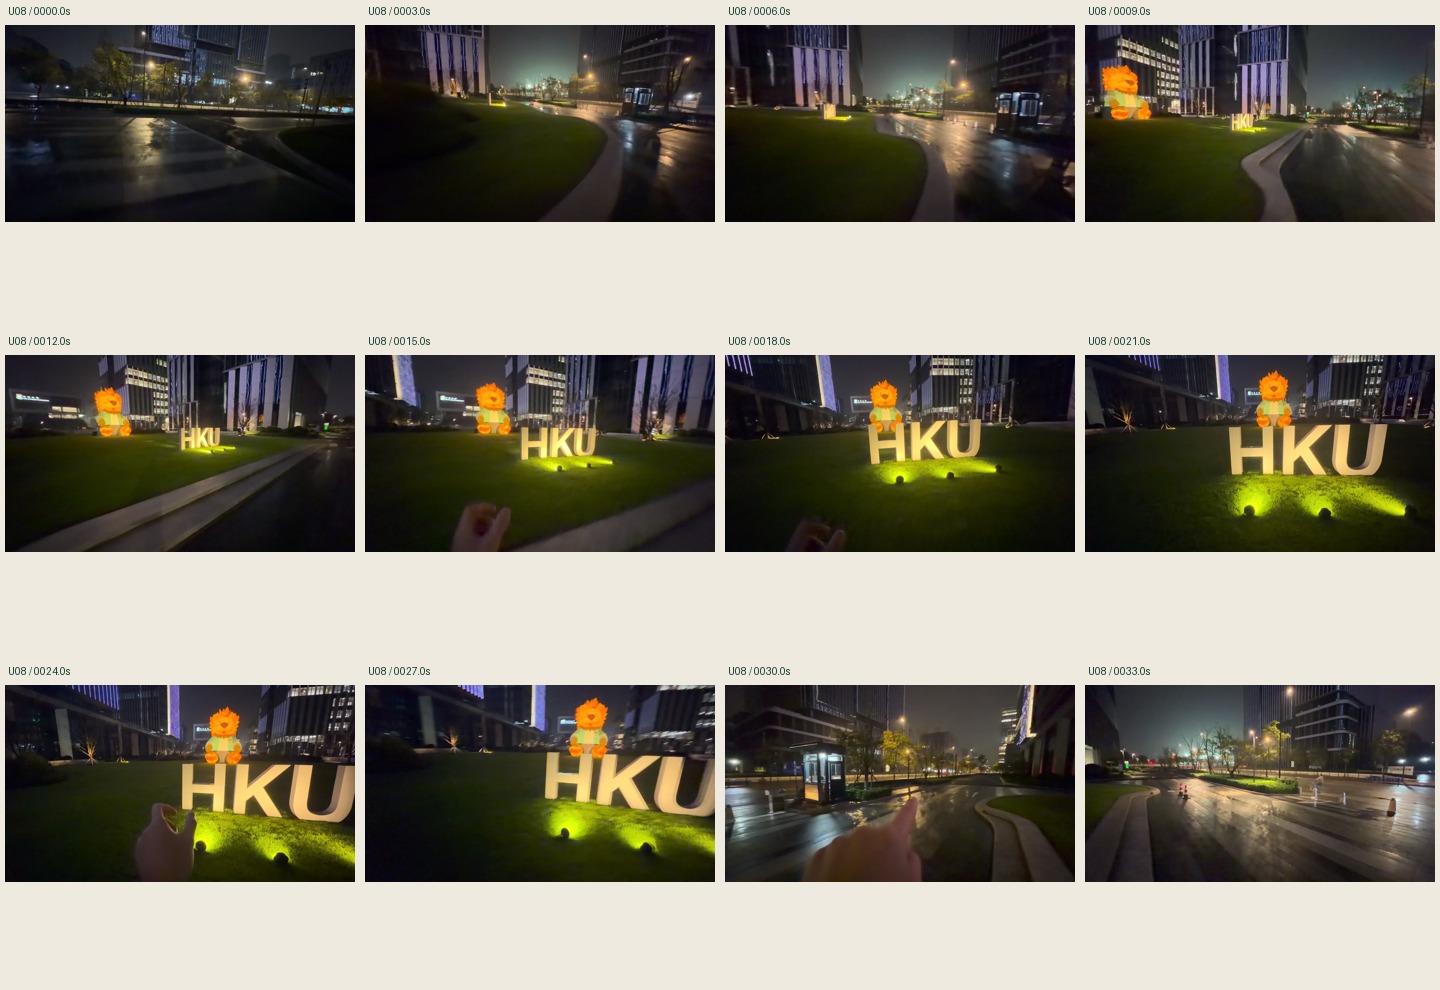 U08 / 0000.0s
U08 / 0003.0s
U08 / 0006.0s
U08 / 0009.0s
HKU
U08 / 0012.0s
U08 / 0015.0s
U08 / 0018.0s
U08 / 0021.0s
HKU
HKU
HKU
HKU
U08 / 0024.0s
U08 / 0027.0s
U08 / 0030.0s
U08 / 0033.0s
HKU
HKU